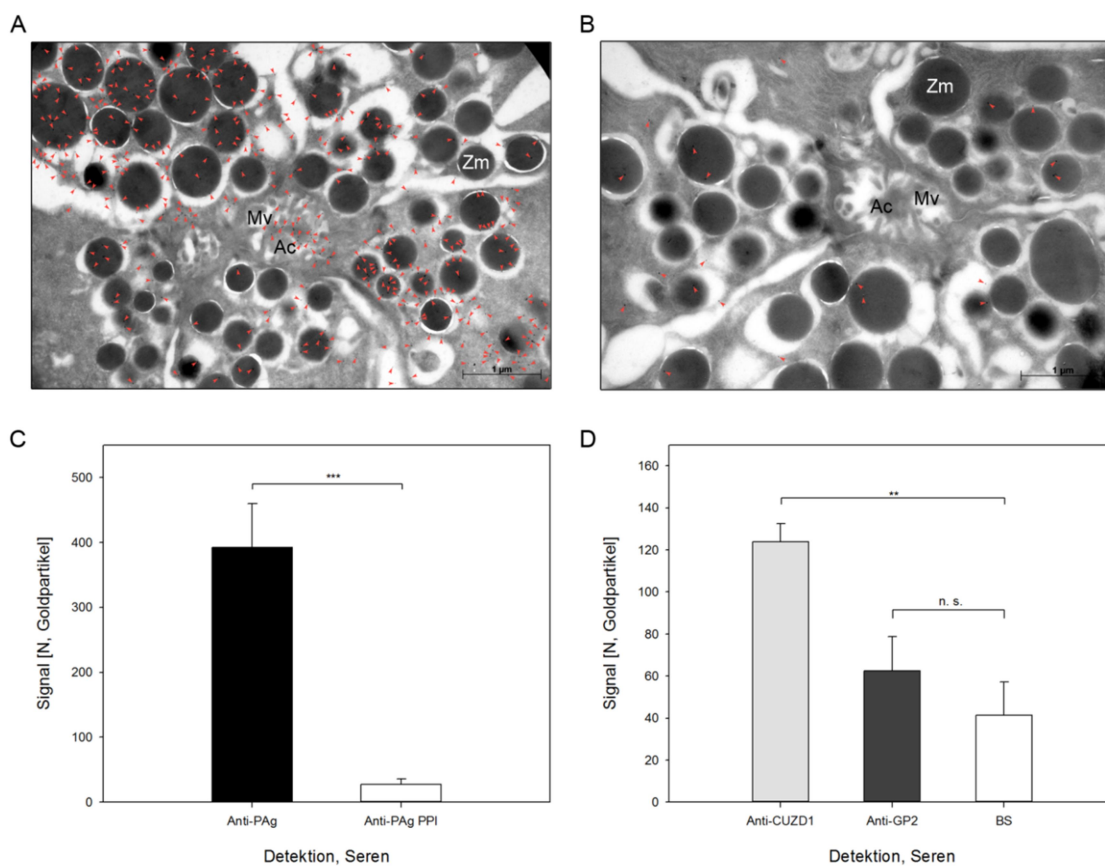 A
B
Zm
Mv
Ac
1 µm
Zm
Ac
Mv
1 µm
C
Signal [N, Goldpartikel]
500
400
300
200
100
0
***
Anti-PAg
Anti-PAg PPI
Detektion, Seren
D
Signal [N, Goldpartikel]
160
140
120
100
80
60
40
20
0
**
n. s.
Anti-CUZD1
Anti-GP2
BS
Detektion, Seren